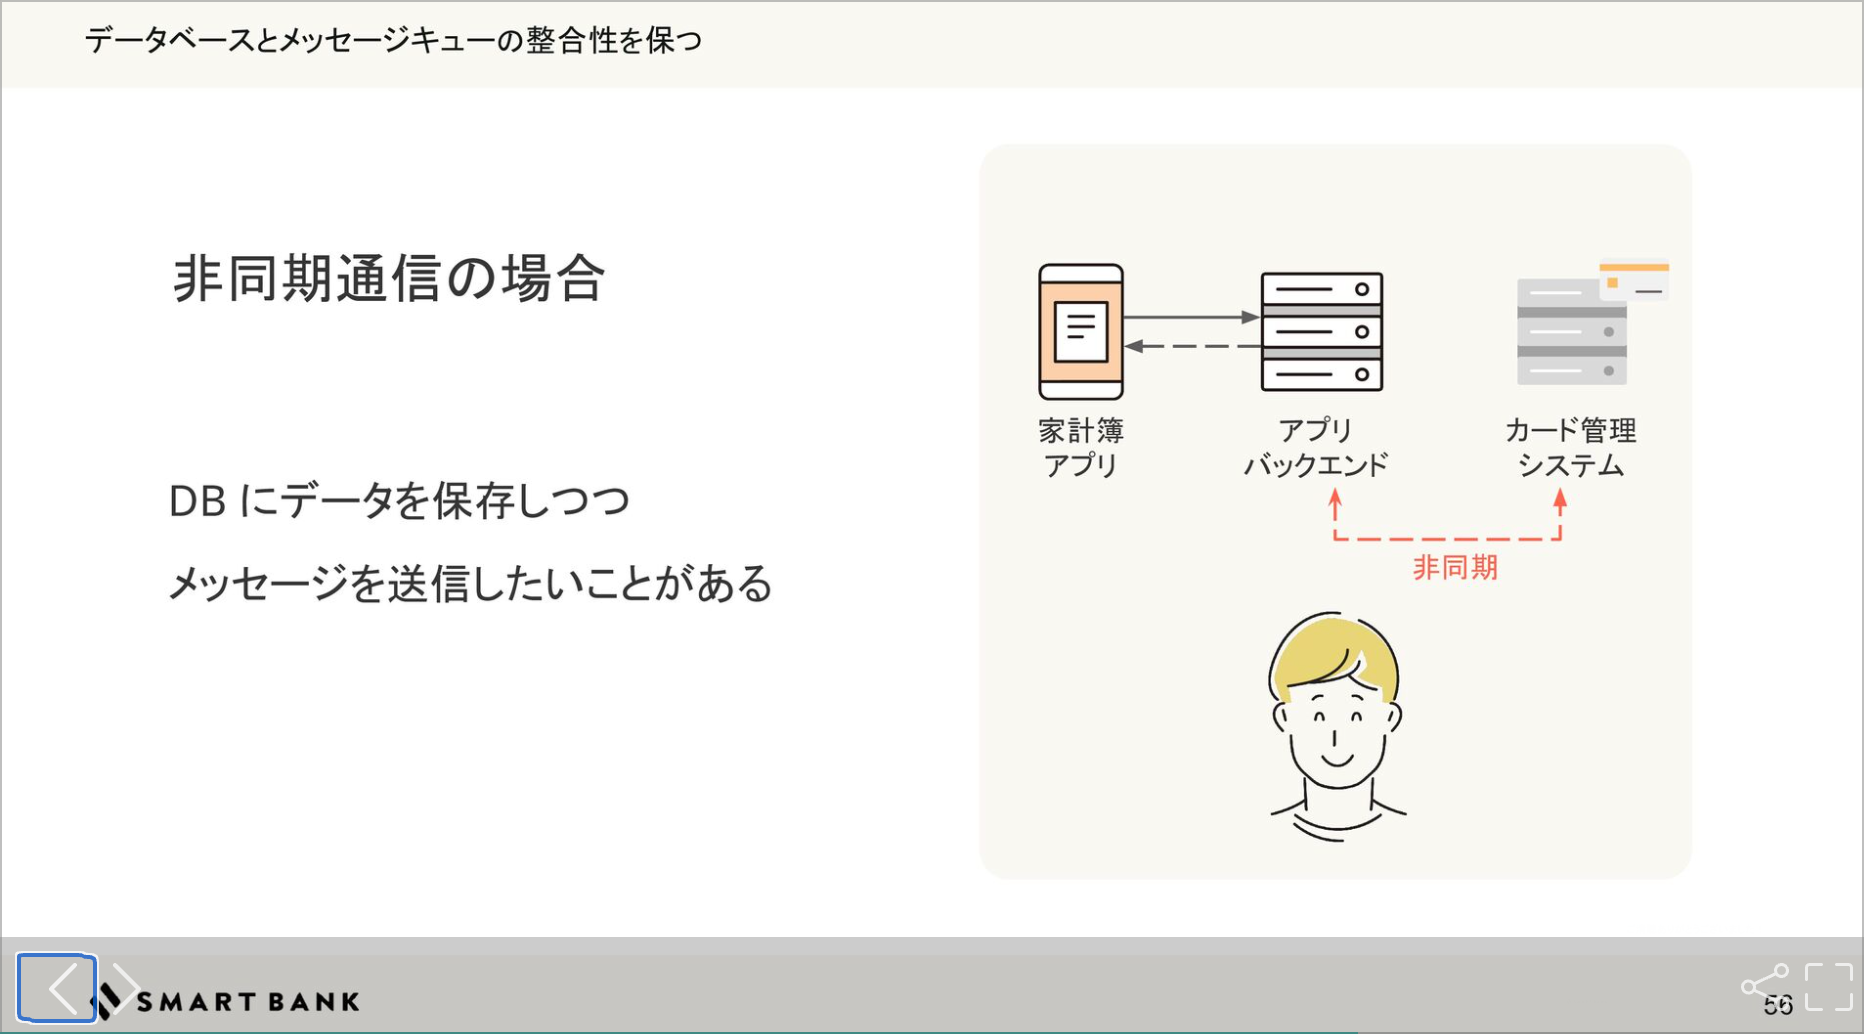 データベースとメッセージキューの整合性を保つ
非同期通信の場合
DB にデータを保存しつつ
メッセージを送信したいことがある
家計簿
アプリ
アプリ
バックエンド
カード管理
システム
非同期
SMART BANK
56